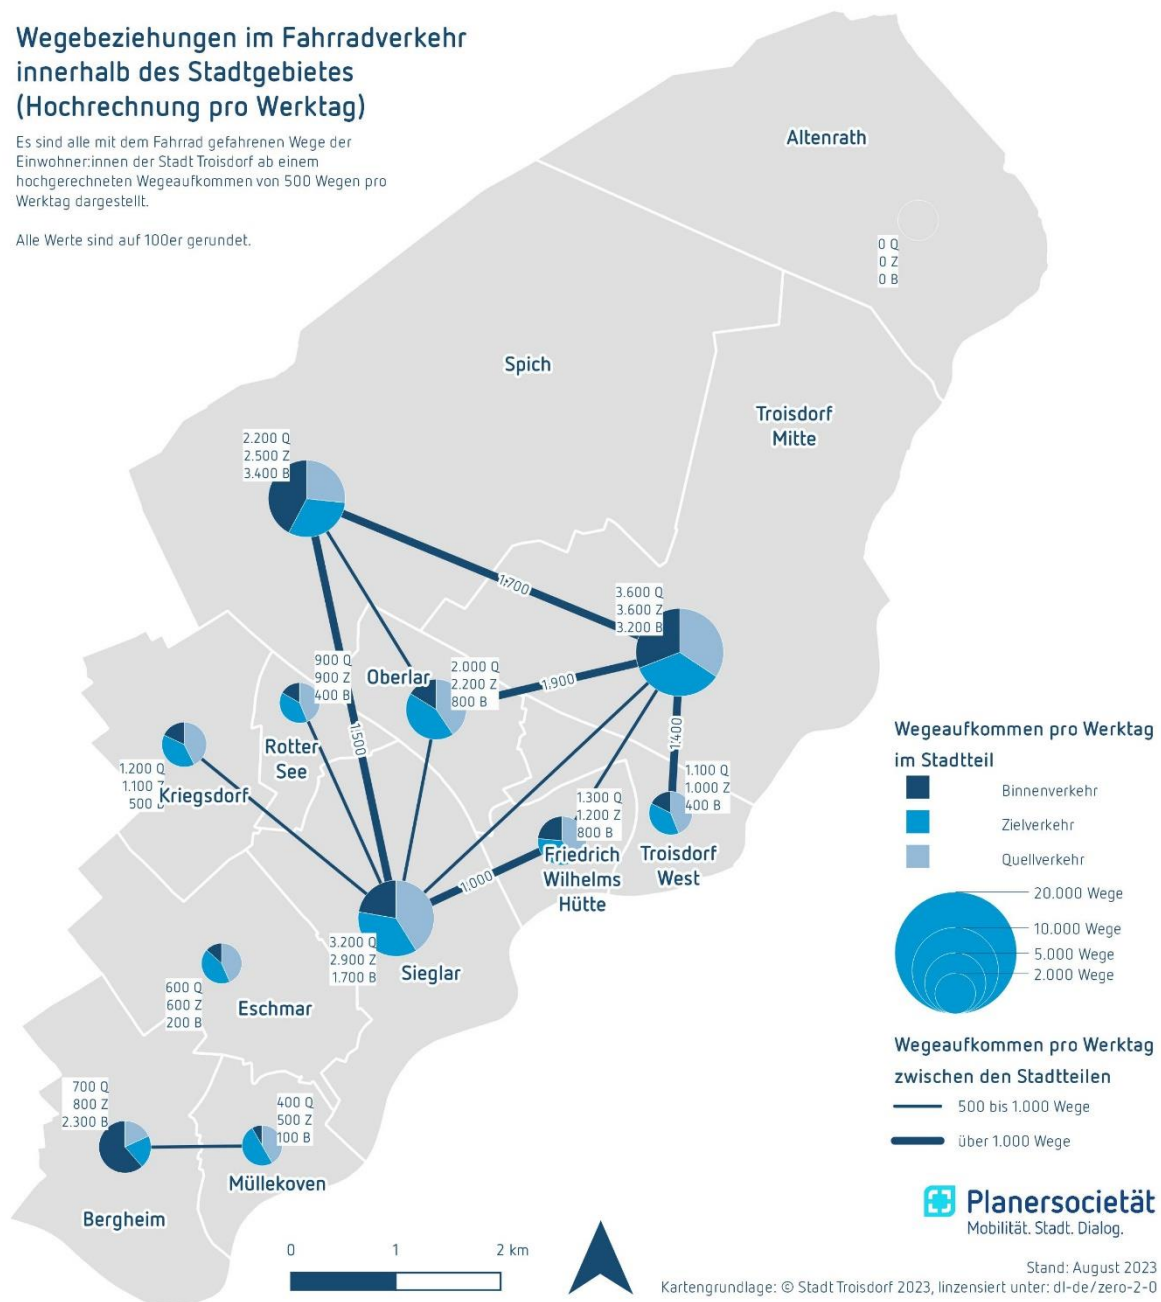 Wegebeziehungen im Fahrradverkehr
innerhalb des Stadtgebietes
(Hochrechnung pro Werktag)
Es sind alle mit dem Fahrrad gefahrenen Wege der
Einwohner:innen der Stadt Troisdorf ab einem
hochgerechneten Wegeaufkommen von 500 Wegen pro
Werktag dargestellt.
Alle Werte sind auf 100er gerundet.
Altenrath
0 Q
0 Z
0 B
Spich
Troisdorf
Mitte
2.200 Q
2.500 Z
3.400 B
1.700
3.600 Q
3.600 Z
3.200 B
900 Q
900 Z
400 B
Oberlar
2.000 Q
2.200 Z
800 B
1.900
1.500
1.400
Rotter
See
1.200 Q
1.100 Z
500 B
Kriegsdorf
1.100 Q
1.000 Z
400 B
1.300 Q
1.200 Z
800 B
Friedrich
Wilhelms
Hütte
Troisdorf
West
1.000
3.200 Q
2.900 Z
1.700 B
Sieglar
600 Q
600 Z
200 B
Eschmar
700 Q
800 Z
2.300 B
Bergheim
400 Q
500 Z
100 B
Müllekoven
Wegeaufkommen pro Werktag
im Stadtteil
Binnenverkehr
Zielverkehr
Quellverkehr
20.000 Wege
10.000 Wege
5.000 Wege
2.000 Wege
Wegeaufkommen pro Werktag
zwischen den Stadtteilen
500 bis 1.000 Wege
über 1.000 Wege
Planersocietät
Mobilität. Stadt. Dialog.
0 1 2 km
Stand: August 2023
Kartengrundlage: © Stadt Troisdorf 2023, linzensiert unter: dl-de/zero-2-0